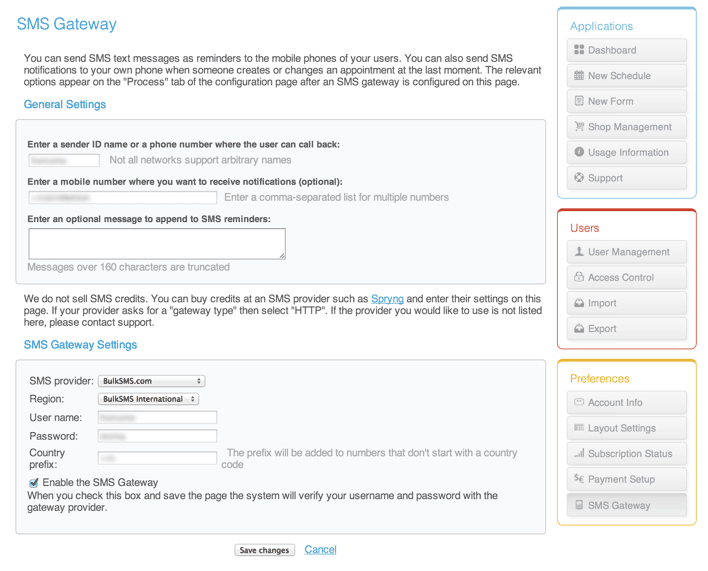 SMS Gateway
You can send SMS text messages as reminders to the mobile phones of your users. You can also send SMS
notifications to your own phone when someone creates or changes an appointment at the last moment. The relevant
options appear on the "Process" tab of the configuration page after an SMS gateway is configured on this page.
General Settings
Enter a sender ID name or a phone number where the user can call back:
Not all networks support arbitrary names
Enter a mobile number where you want to receive notifications (optional):
Enter a comma-separated list for multiple numbers
Enter an optional message to append to SMS reminders:
Messages over 160 characters are truncated
We do not sell SMS credits. You can buy credits at an SMS provider such as Spryng and enter their settings on this
page. If your provider asks for a "gateway type" then select "HTTP". If the provider you would like to use is not listed
here, please contact support.
SMS Gateway Settings
SMS provider: BulkSMS.com
Region: BulkSMS International
User name:
Password:
Country
prefix:
The prefix will be added to numbers that don't start with a country
code
Enable the SMS Gateway
When you check this box and save the page the system will verify your username and password with the
gateway provider.
Save changes Cancel
Applications
Dashboard
New Schedule
New Form
Shop Management
Usage Information
Support
Users
User Management
Access Control
Import
Export
Preferences
Account Info
Layout Settings
Subscription Status
Payment Setup
SMS Gateway